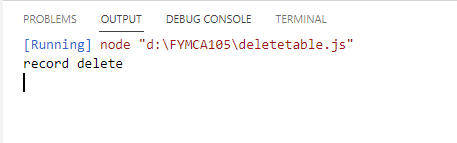 PROBLEMS OUTPUT DEBUG CONSOLE TERMINAL
[Running] node "d:\FYMCA105\deletetable.js"
record delete